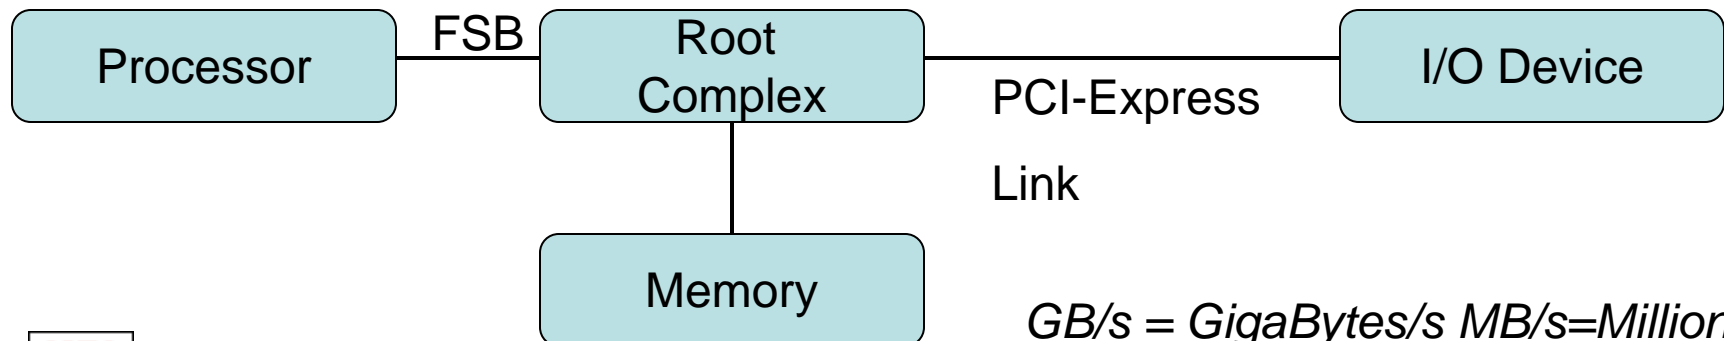 Processor
FSB
Root
Complex
I/O Device
PCI-Express
Link
Memory
GB/s = GigaBytes/s MB/s=Million